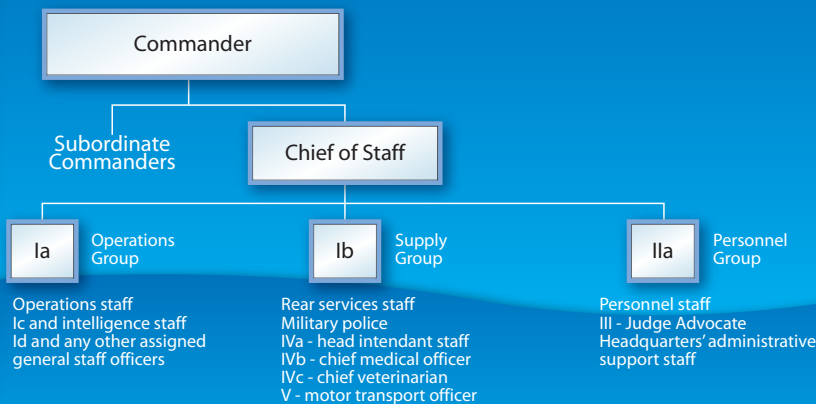 Commander
Subordinate
Commanders
Chief of Staff
Ia
Operations
Group
Operations staff
Ic and intelligence staff
Id and any other assigned
general staff officers
Ib
Supply
Group
Rear services staff
Military police
IVa - head intendant staff
IVb - chief medical officer
IVc - chief veterinarian
V - motor transport officer
IIa
Personnel
Group
Personnel staff
III - Judge Advocate
Headquarters’ administrative
support staff